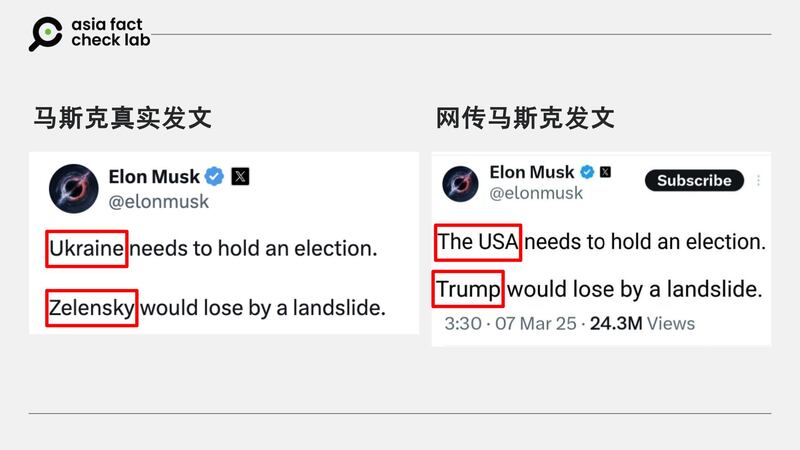 asia fact
check lab
马斯克真实发文
Elon Musk
@elonmusk
Ukraine needs to hold an election.
Zelensky would lose by a landslide.
网传马斯克发文
Elon Musk
Subscribe
@elonmusk
The USA needs to hold an election.
Trump would lose by a landslide.
3:30 · 07 Mar 25 · 24.3M Views